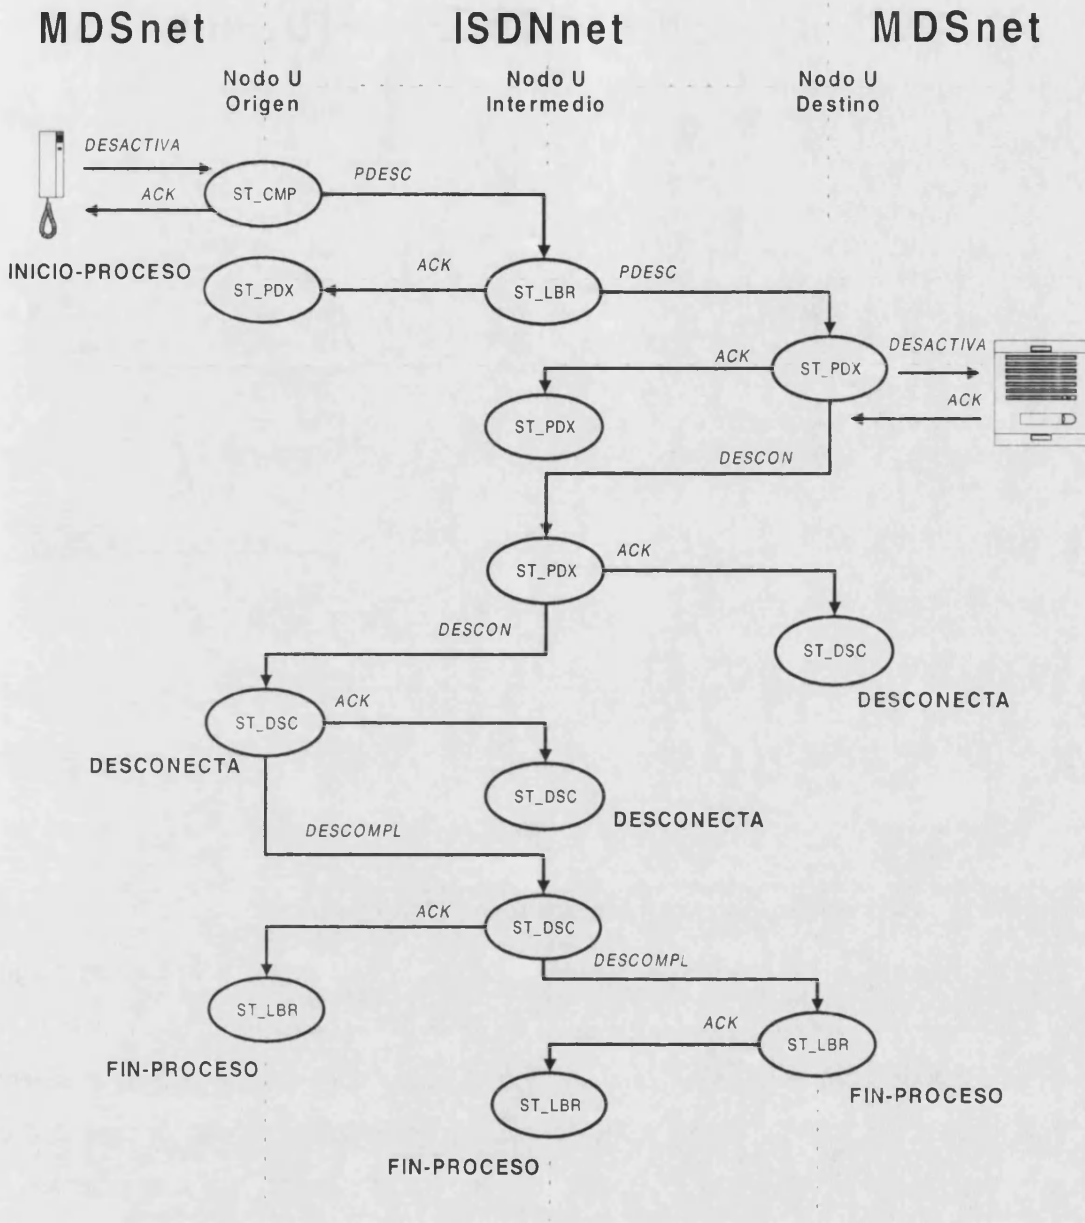 MDSnet ISDNnet MDSnet
Nodo U Nodo U Nodo U
Origen Intermedio Destino
DESACTIVA
PDESC
ACK
ST_CMP
INICIO-PROCESO
ACK
PDESC
ST_PDX
ST_LBR
DESACTIVA
ACK
ST_PDX
ACK
ST_PDX
DESCON
ACK
ST_PDX
DESCON
ST_DSC
DESCONECTA
ACK
ST_DSC
DESCONECTA
ST_DSC
DESCONECTA
DESCOMPL
ACK
ST_DSC
DESCOMPL
ST_LBR
ACK
ST_LBR
FIN-PROCESO
FIN-PROCESO
ST_LBR
FIN-PROCESO